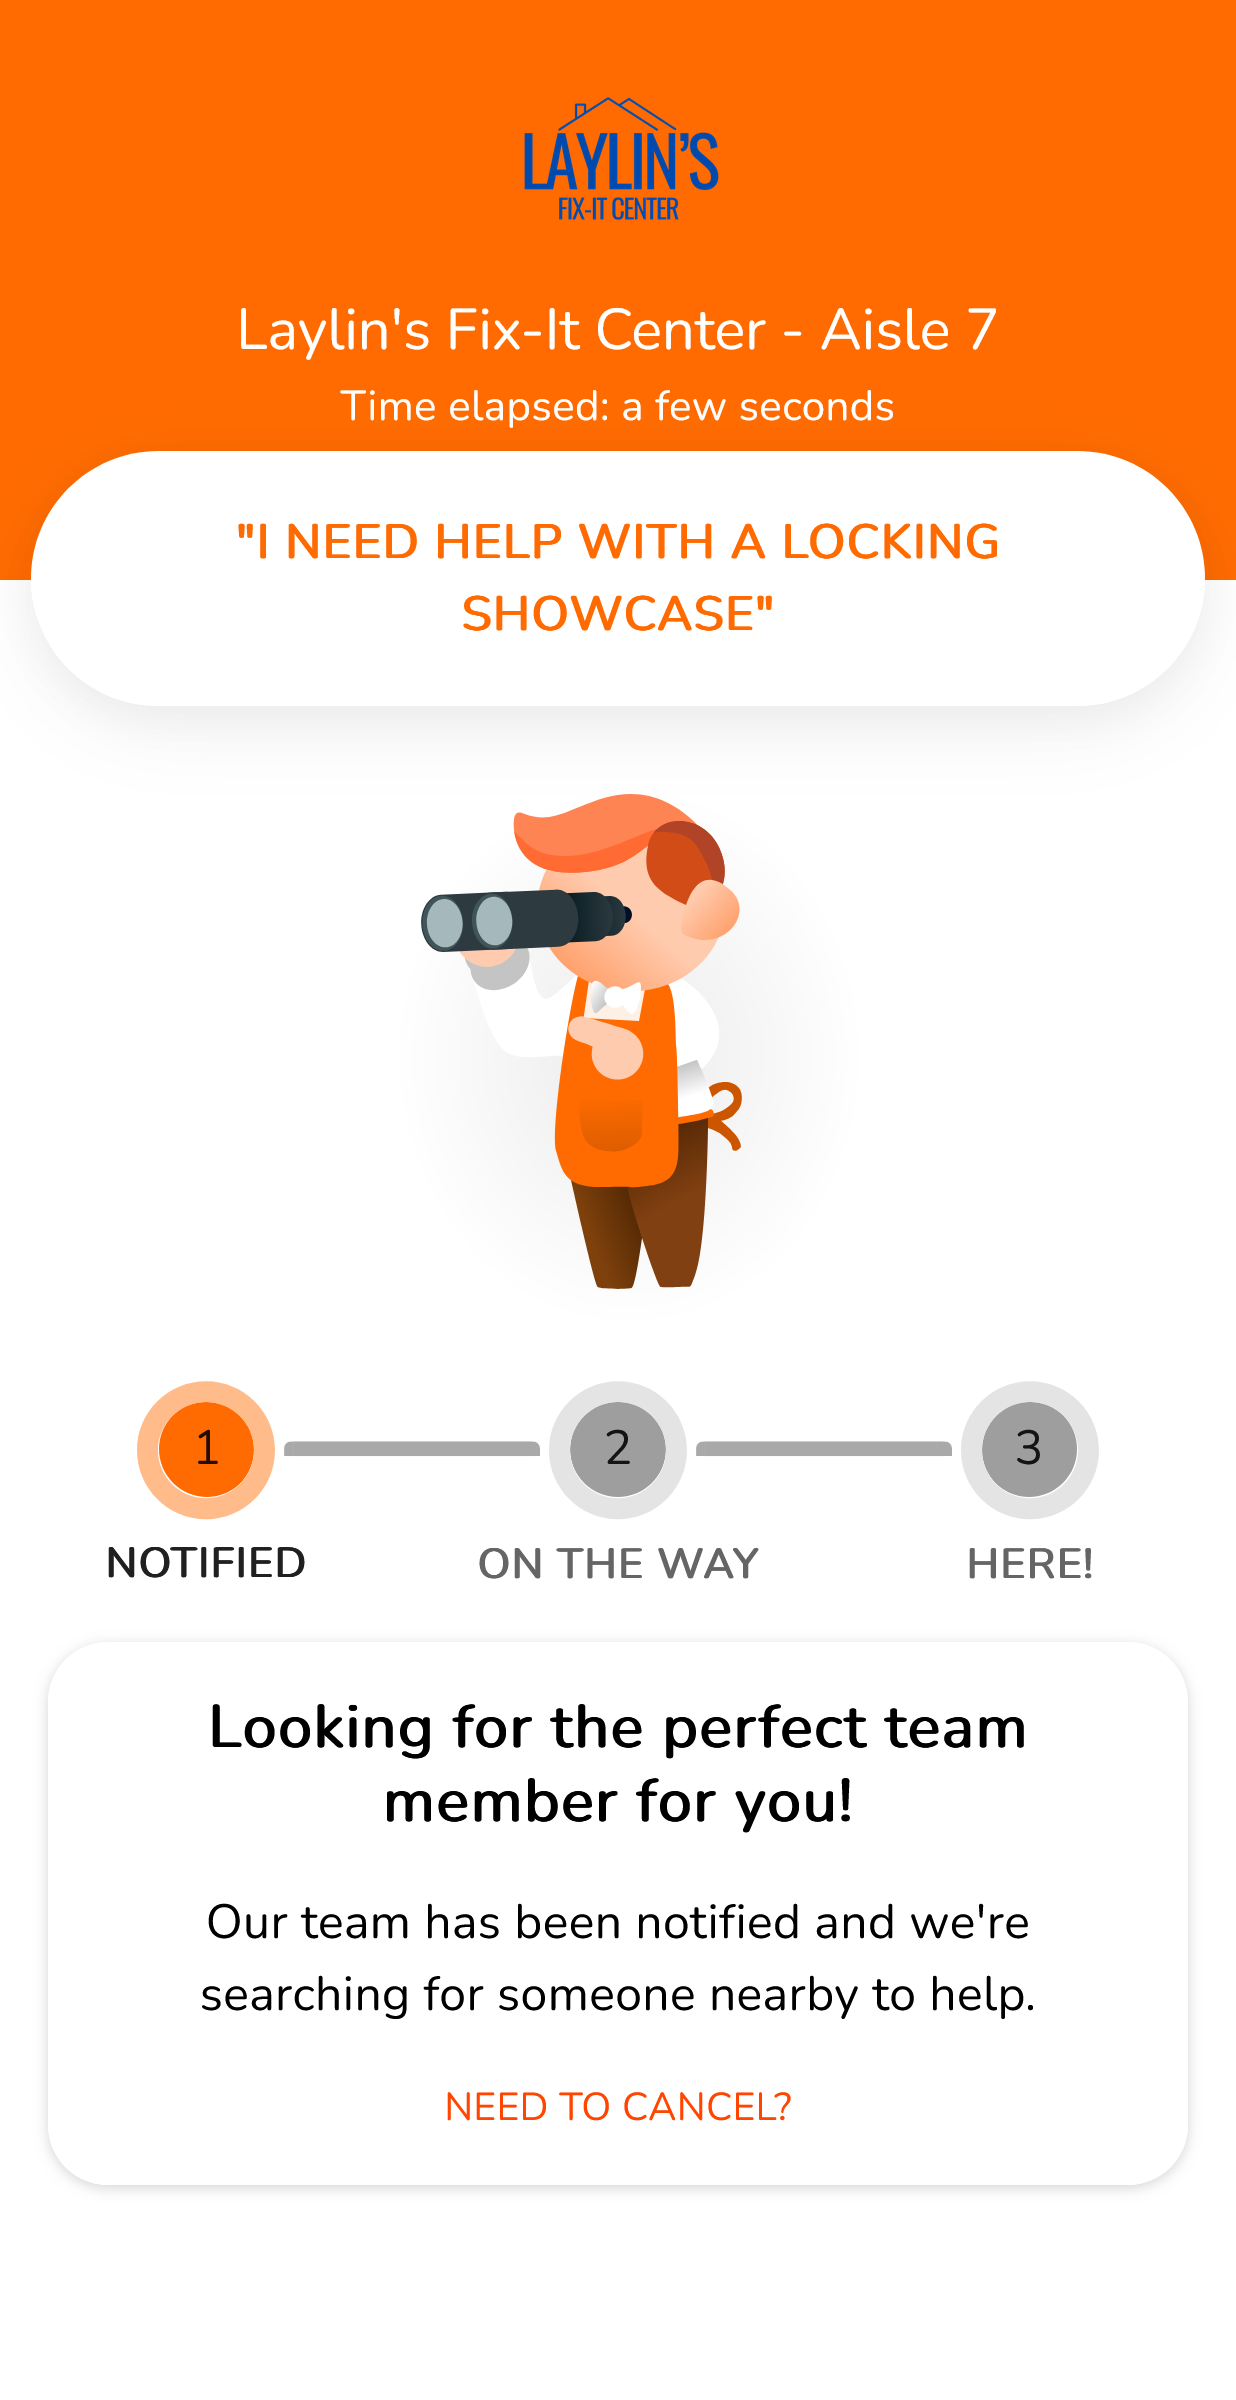 LAYLIN'S
FIX-IT CENTER
Laylin's Fix-It Center - Aisle 7
Time elapsed: a few seconds
"I NEED HELP WITH A LOCKING
SHOWCASE"
1
2
3
NOTIFIED
ON THE WAY
HERE!
Looking for the perfect team
member for you!
Our team has been notified and we're
searching for someone nearby to help.
NEED TO CANCEL?